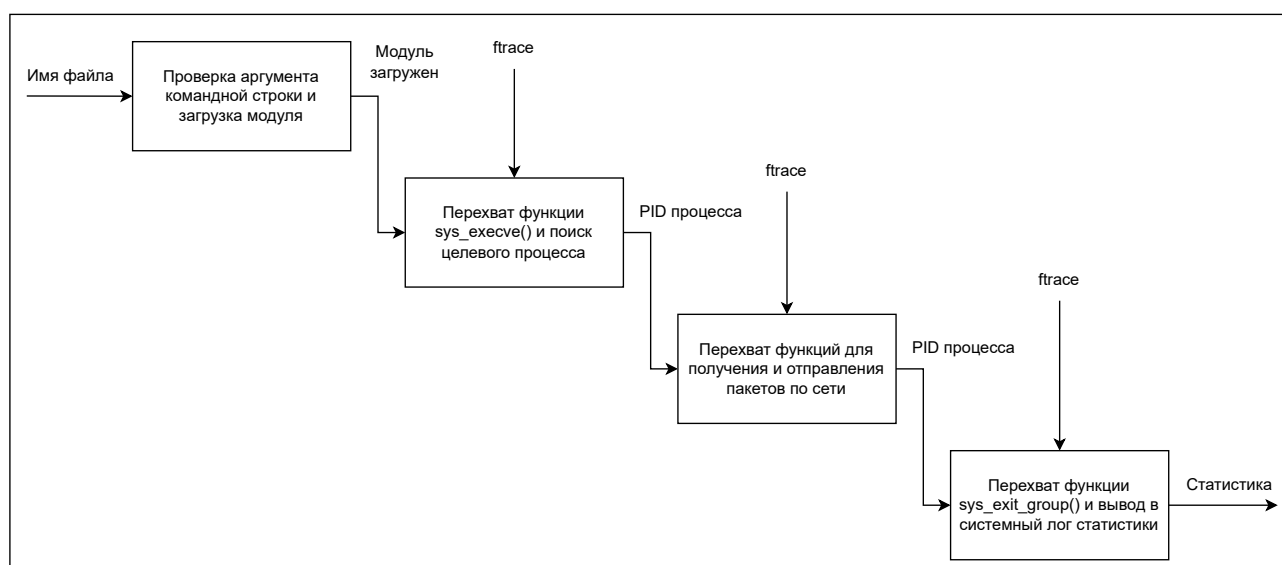 Имя файла
Проверка аргумента
командной строки и
загрузка модуля
Модуль
загружен
ftrace
Перехват функции
sys_execve() и поиск
целевого процесса
PID процесса
ftrace
Перехват функций для
получения и отправления
пакетов по сети
PID процесса
ftrace
Перехват функции
sys_exit_group() и вывод в
системный лог статистики
Статистика